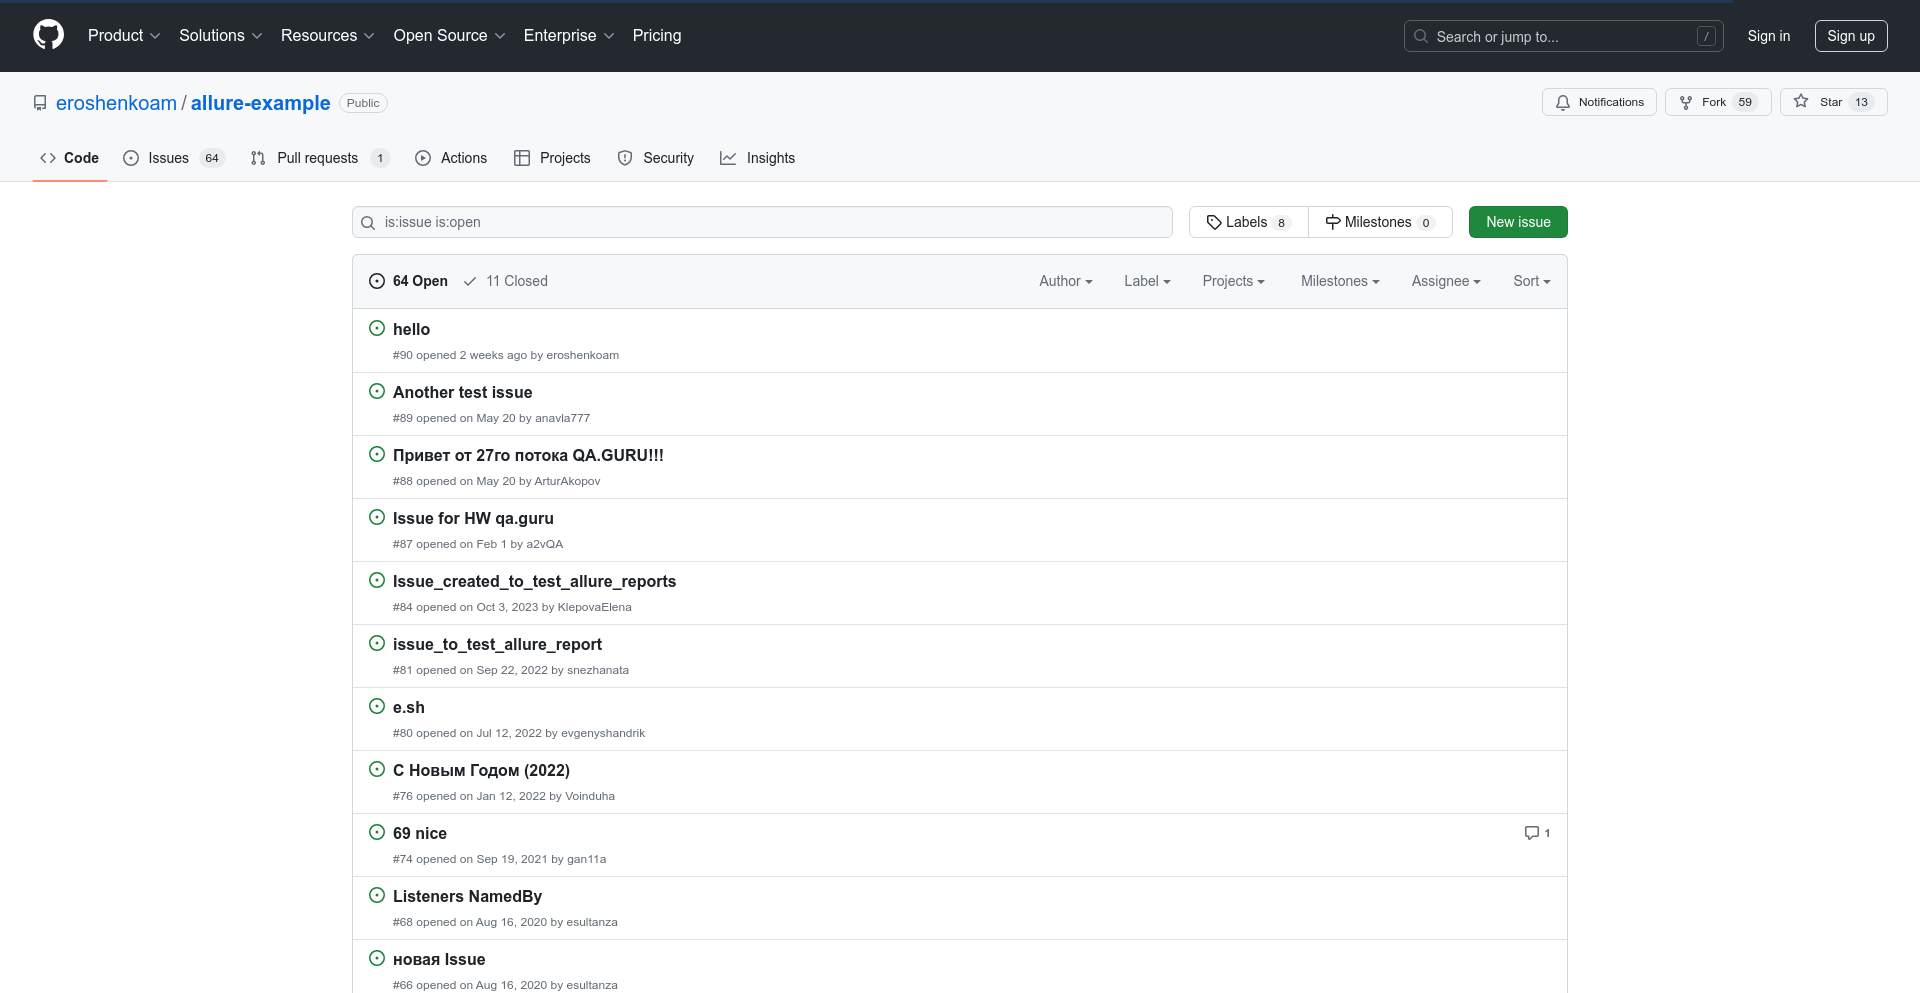 Product Solutions Resources Open Source Enterprise Pricing Search or jump to... / Sign in Sign up
eroshenkoam / allure-example Public Notifications Fork 59 Star 13
Code Issues 64 Pull requests 1 Actions Projects Security Insights
is:issue is:open Labels 8 Milestones 0 New issue
64 Open 11 Closed Author Label Projects Milestones Assignee Sort
hello
#90 opened 2 weeks ago by eroshenkoam
Another test issue
#89 opened on May 20 by anavla777
Привет от 27го потока QA.GURU!!!
#88 opened on May 20 by ArturAkopov
Issue for HW qa.guru
#87 opened on Feb 1 by a2vQA
Issue_created_to_test_allure_reports
#84 opened on Oct 3, 2023 by KlepovaElena
issue_to_test_allure_report
#81 opened on Sep 22, 2022 by snezhanata
e.sh
#80 opened on Jul 12, 2022 by evgenyshandrik
С Новым Годом (2022)
#76 opened on Jan 12, 2022 by Voinduha
69 nice 1
#74 opened on Sep 19, 2021 by gan11a
Listeners NamedBy
#68 opened on Aug 16, 2020 by esultanza
новая Issue
#66 opened on Aug 16, 2020 by esultanza